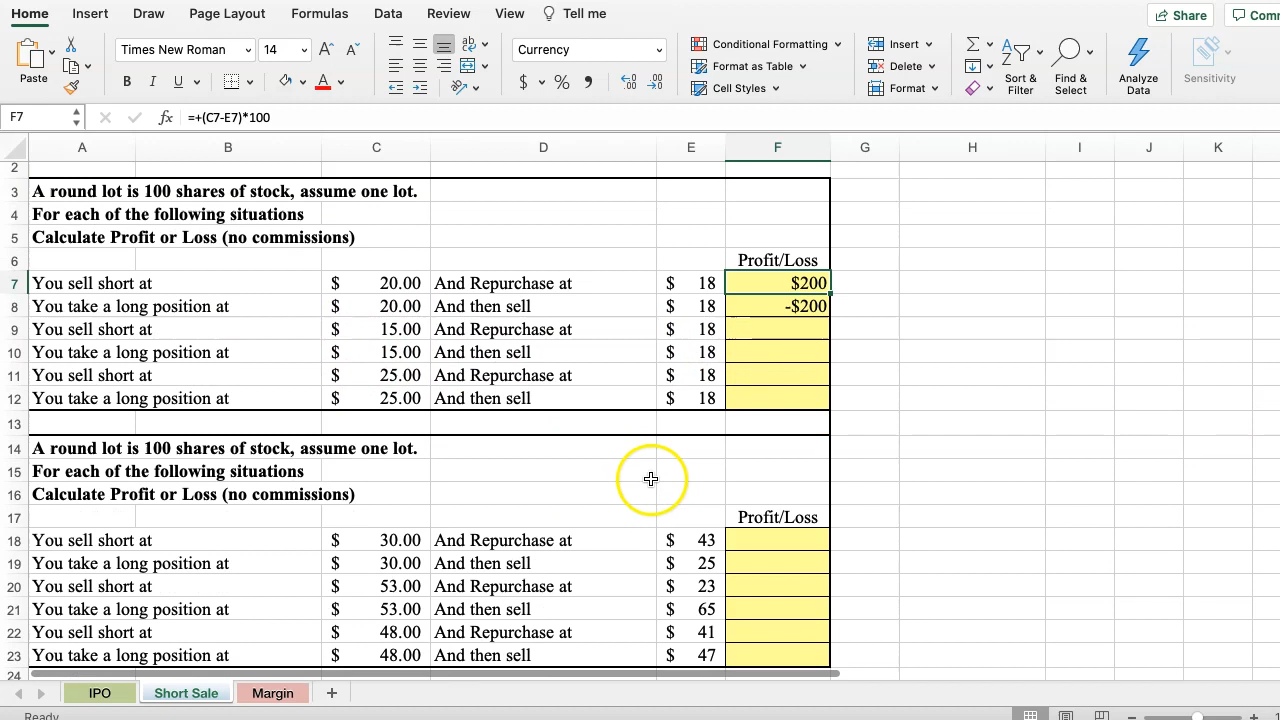 Home Insert Draw Page Layout Formulas Data Review View Tell me Share
Paste Times New Roman 14 A A Currency Conditional Formatting Format as Table Cell Styles Insert Delete Format Sort & Filter Find & Select Analyze Data Sensitivity
F7 fx =+(C7-E7)*100
A B C D E F G H I J K
2
3 A round lot is 100 shares of stock, assume one lot.
4 For each of the following situations
5 Calculate Profit or Loss (no commissions)
6 Profit/Loss
7 You sell short at $ 20.00 And Repurchase at $ 18 $200
8 You take a long position at $ 20.00 And then sell $ 18 -$200
9 You sell short at $ 15.00 And Repurchase at $ 18
10 You take a long position at $ 15.00 And then sell $ 18
11 You sell short at $ 25.00 And Repurchase at $ 18
12 You take a long position at $ 25.00 And then sell $ 18
13
14 A round lot is 100 shares of stock, assume one lot.
15 For each of the following situations
16 Calculate Profit or Loss (no commissions)
17 Profit/Loss
18 You sell short at $ 30.00 And Repurchase at $ 43
19 You take a long position at $ 30.00 And then sell $ 25
20 You sell short at $ 53.00 And Repurchase at $ 23
21 You take a long position at $ 53.00 And then sell $ 65
22 You sell short at $ 48.00 And Repurchase at $ 41
23 You take a long position at $ 48.00 And then sell $ 47
24
IPO Short Sale Margin +
Ready